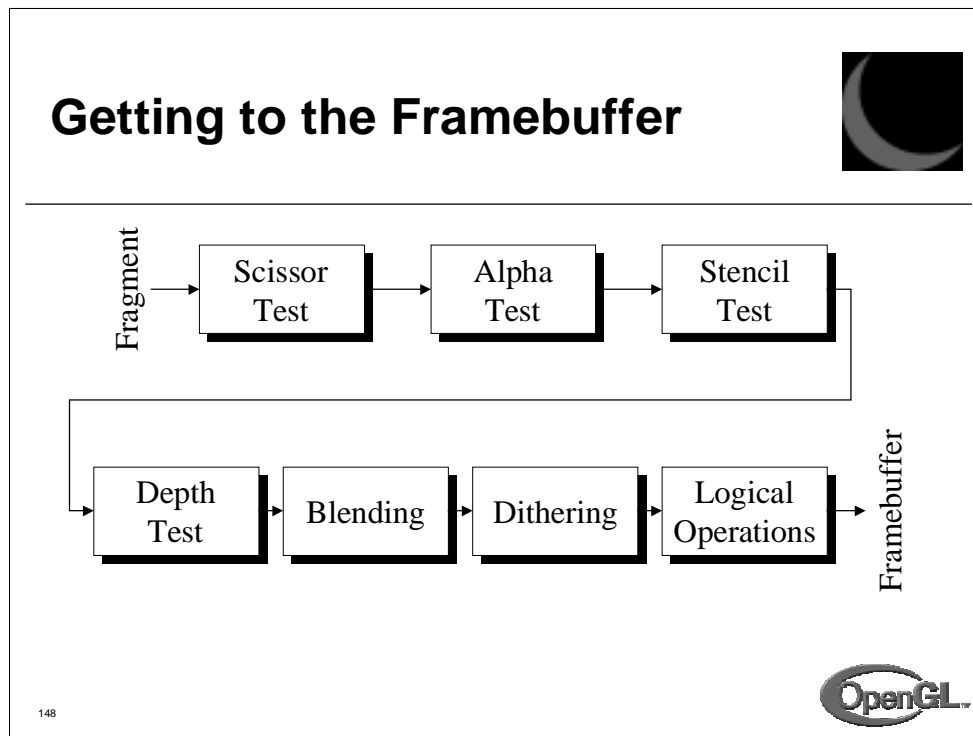 Getting to the Framebuffer
Fragment
Scissor
Test
Alpha
Test
Stencil
Test
Depth
Test
Blending
Dithering
Logical
Operations
Framebuffer
148
OpenGL™